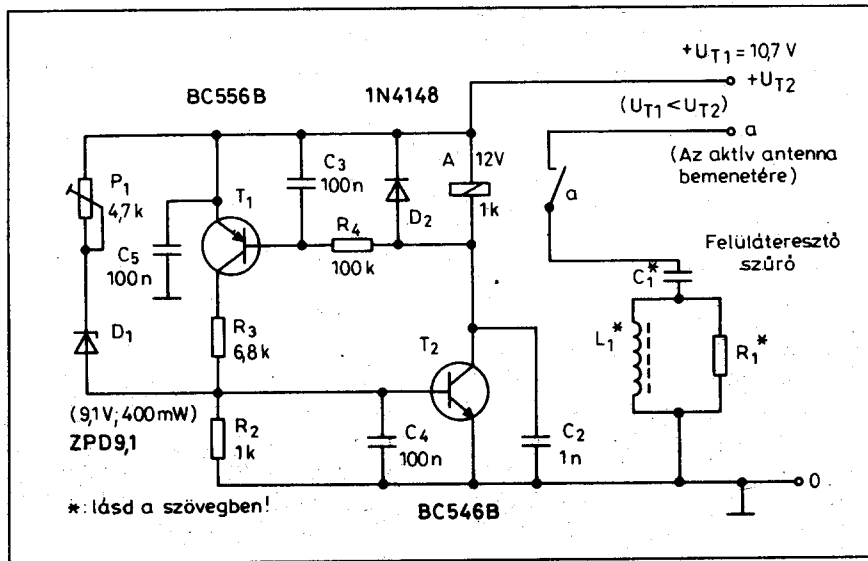 +U_T1 = 10,7 V
+U_T2
BC556B
1N4148
(U_T1 < U_T2)
a
(Az aktív antenna
bemenetére)
P1
4,7 k
T1
C3
100n
D2
A
12V
1k
a
C5
100n
R4
100k
Felüláteresztő
szűrő
C1*
D1
R3
6,8 k
T2
L1*
R1*
(9,1V; 400mW)
ZPD9,1
R2
1k
C4
100n
C2
1n
0
*: lásd a szövegben!
BC546B